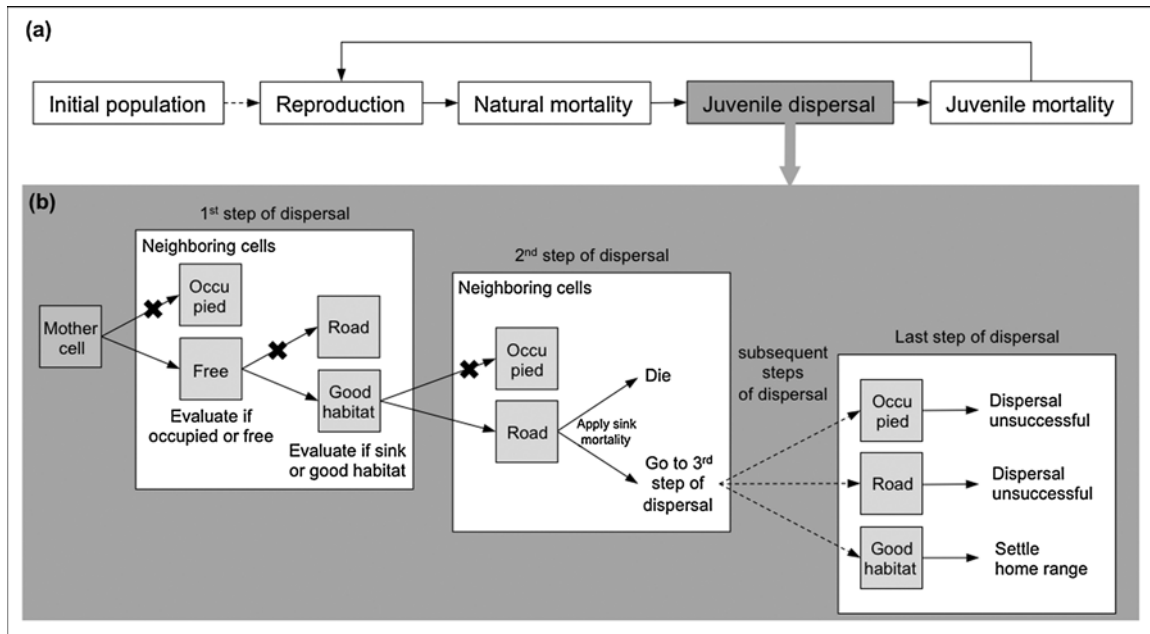 (a)
Initial population
Reproduction
Natural mortality
Juvenile dispersal
Juvenile mortality
(b)
1st step of dispersal
Neighboring cells
Mother
cell
Occu
pied
Free
Evaluate if
occupied or free
Road
Good
habitat
Evaluate if sink
or good habitat
2nd step of dispersal
Neighboring cells
Occu
pied
Road
Apply sink
mortality
Die
Go to 3rd
step of
dispersal
subsequent
steps
of dispersal
Last step of dispersal
Occu
pied
Dispersal
unsuccessful
Road
Dispersal
unsuccessful
Good
habitat
Settle
home range